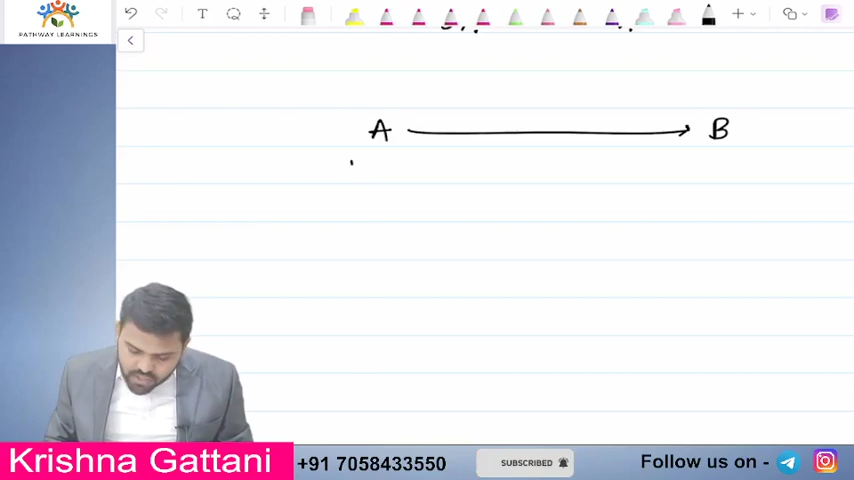 PATHWAY LEARNINGS
T
A B
Krishna Gattani +91 7058433550 SUBSCRIBED Follow us on -